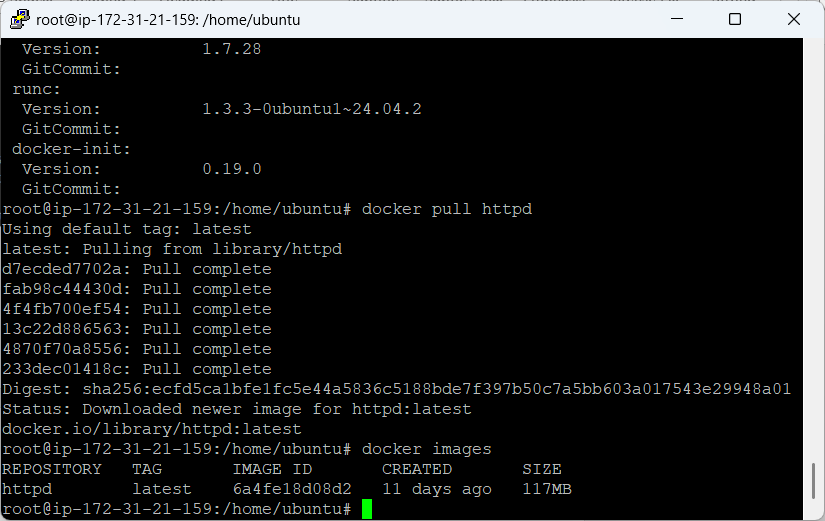 root@ip-172-31-21-159: /home/ubuntu
Version: 1.7.28
GitCommit:
runc:
Version: 1.3.3-0ubuntu1~24.04.2
GitCommit:
docker-init:
Version: 0.19.0
GitCommit:
root@ip-172-31-21-159:/home/ubuntu# docker pull httpd
Using default tag: latest
latest: Pulling from library/httpd
d7ecded7702a: Pull complete
fab98c44430d: Pull complete
4f4fb700ef54: Pull complete
13c22d886563: Pull complete
4870f70a8556: Pull complete
233dec01418c: Pull complete
Digest: sha256:ecfd5ca1bfe1fc5e44a5836c5188bde7f397b50c7a5bb603a017543e29948a01
Status: Downloaded newer image for httpd:latest
docker.io/library/httpd:latest
root@ip-172-31-21-159:/home/ubuntu# docker images
REPOSITORY TAG IMAGE ID CREATED SIZE
httpd latest 6a4fe18d08d2 11 days ago 117MB
root@ip-172-31-21-159:/home/ubuntu#